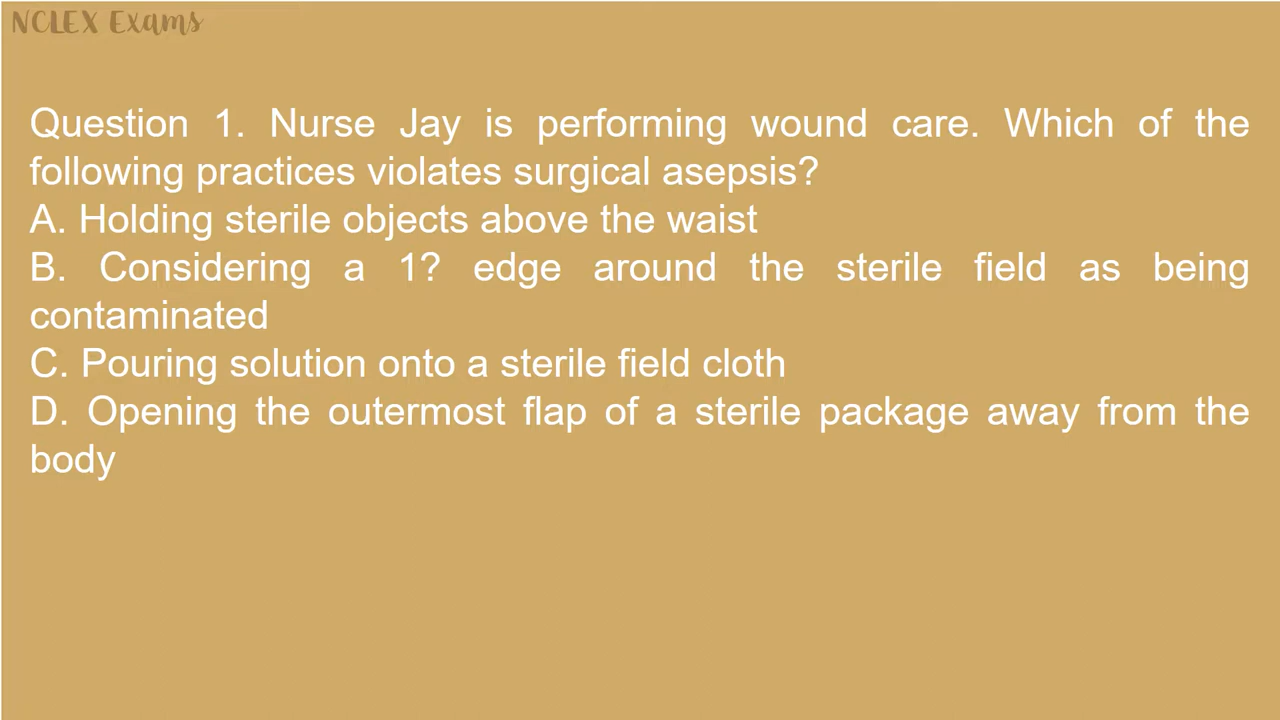 NCLEX Exams
Question 1. Nurse Jay is performing wound care. Which of the
following practices violates surgical asepsis?
A. Holding sterile objects above the waist
B. Considering a 1? edge around the sterile field as being
contaminated
C. Pouring solution onto a sterile field cloth
D. Opening the outermost flap of a sterile package away from the
body